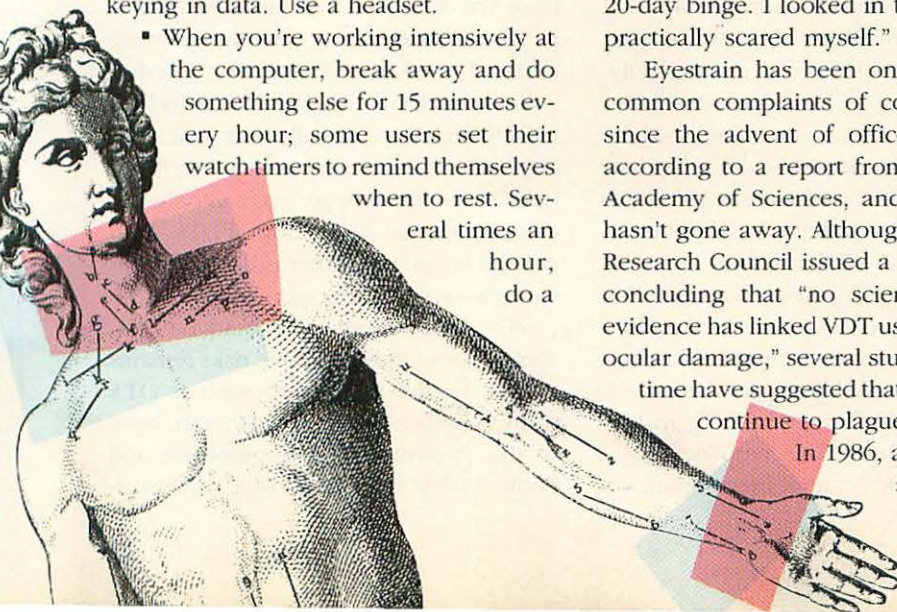 keying in data. Use a headset.
▪ When you're working intensively at
the computer, break away and do
something else for 15 minutes ev-
ery hour; some users set their
watch timers to remind themselves
when to rest. Sev-
eral times an
hour,
do a
20-day binge. I looked in t
practically scared myself."
Eyestrain has been on
common complaints of co
since the advent of office
according to a report from
Academy of Sciences, and
hasn't gone away. Althoug
Research Council issued a
concluding that "no scien
evidence has linked VDT us
ocular damage," several stu
time have suggested that
continue to plague
In 1986, a